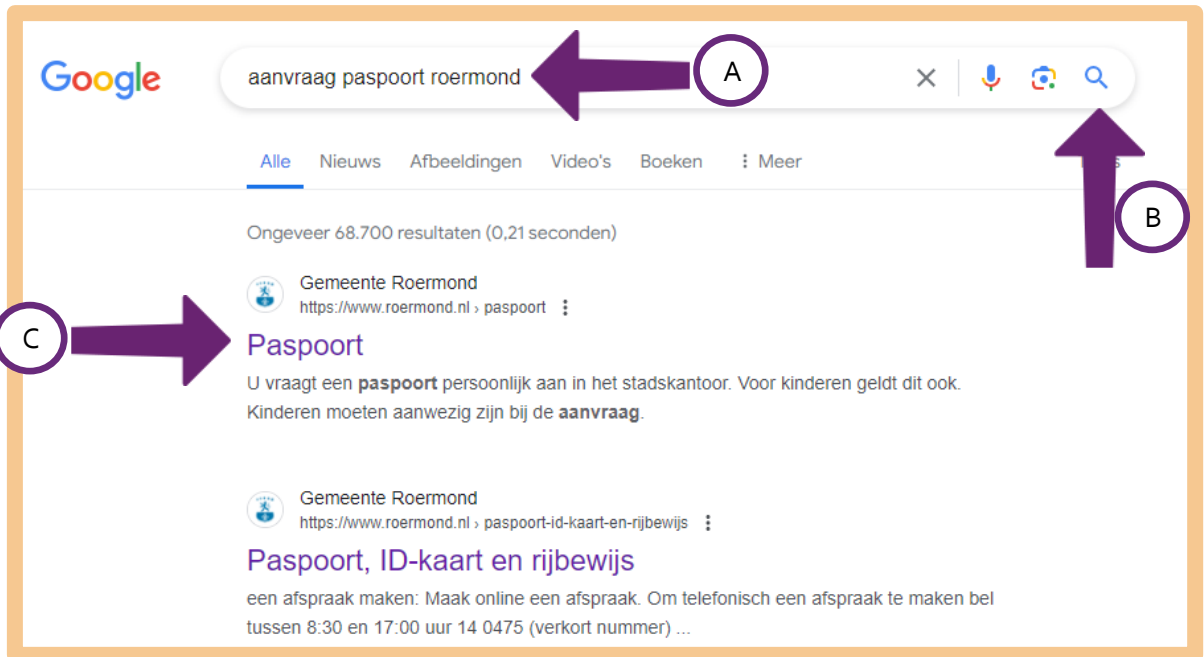 Google
aanvraag paspoort roermond
A
Alle Nieuws Afbeeldingen Video's Boeken Meer
B
Ongeveer 68.700 resultaten (0,21 seconden)
Gemeente Roermond
https://www.roermond.nl › paspoort
C
Paspoort
U vraagt een paspoort persoonlijk aan in het stadskantoor. Voor kinderen geldt dit ook.
Kinderen moeten aanwezig zijn bij de aanvraag.
Gemeente Roermond
https://www.roermond.nl › paspoort-id-kaart-en-rijbewijs
Paspoort, ID-kaart en rijbewijs
een afspraak maken: Maak online een afspraak. Om telefonisch een afspraak te maken bel
tussen 8:30 en 17:00 uur 14 0475 (verkort nummer) ...